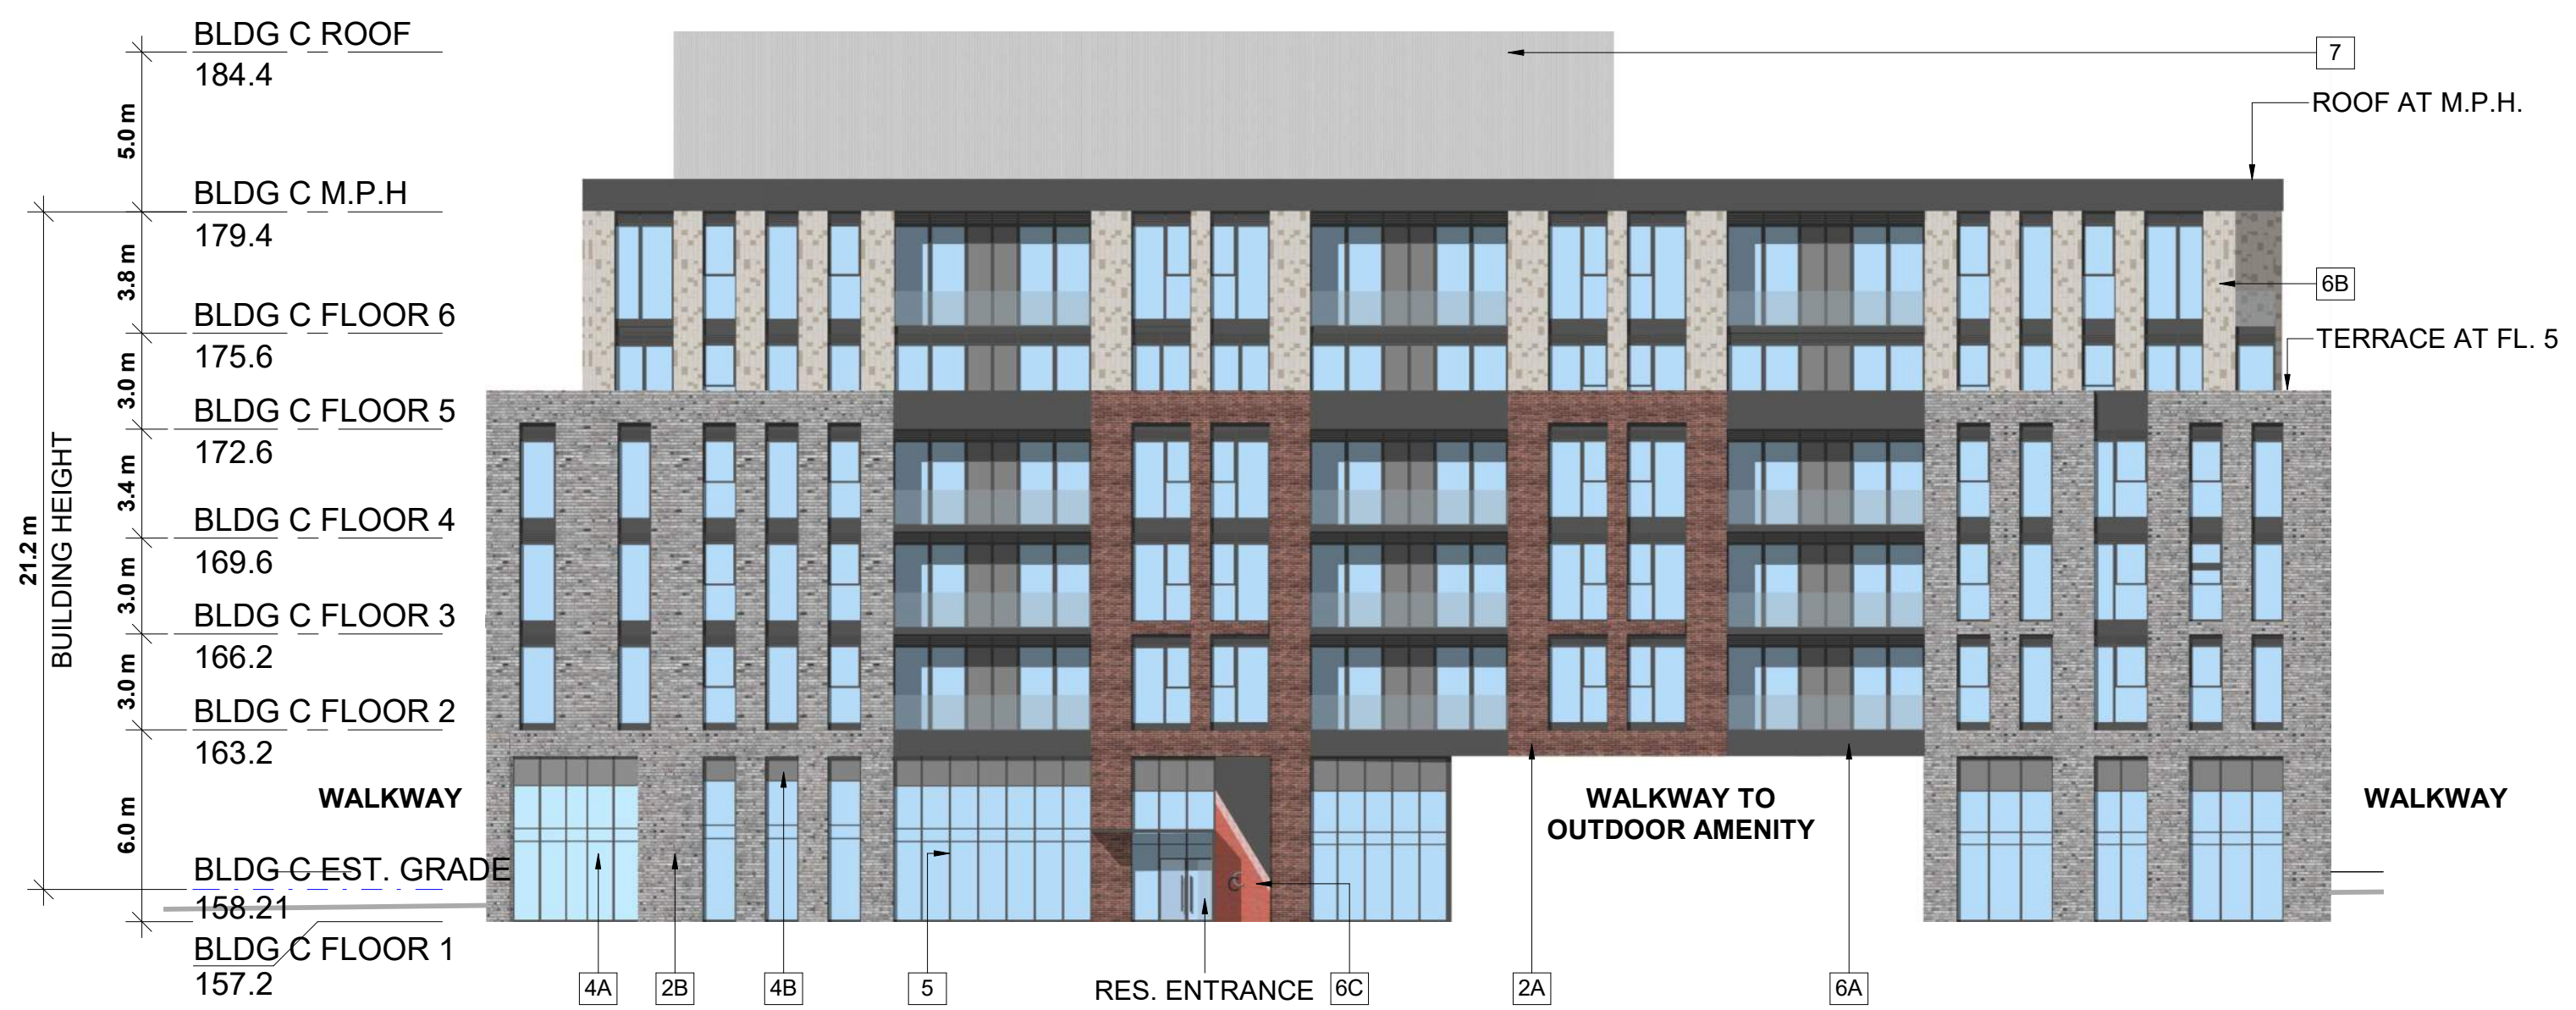 BLDG C ROOF
184.4
5.0 m
BLDG C M.P.H
179.4
3.8 m
BLDG C FLOOR 6
175.6
3.0 m
BLDG C FLOOR 5
172.6
3.4 m
BLDG C FLOOR 4
169.6
3.0 m
BLDG C FLOOR 3
166.2
3.0 m
BLDG C FLOOR 2
163.2
6.0 m
BLDG C EST. GRADE
158.21
BLDG C FLOOR 1
157.2
21.2 m
BUILDING HEIGHT
7
ROOF AT M.P.H.
6B
TERRACE AT FL. 5
WALKWAY
WALKWAY TO
OUTDOOR AMENITY
WALKWAY
4A
2B
4B
5
RES. ENTRANCE
6C
2A
6A